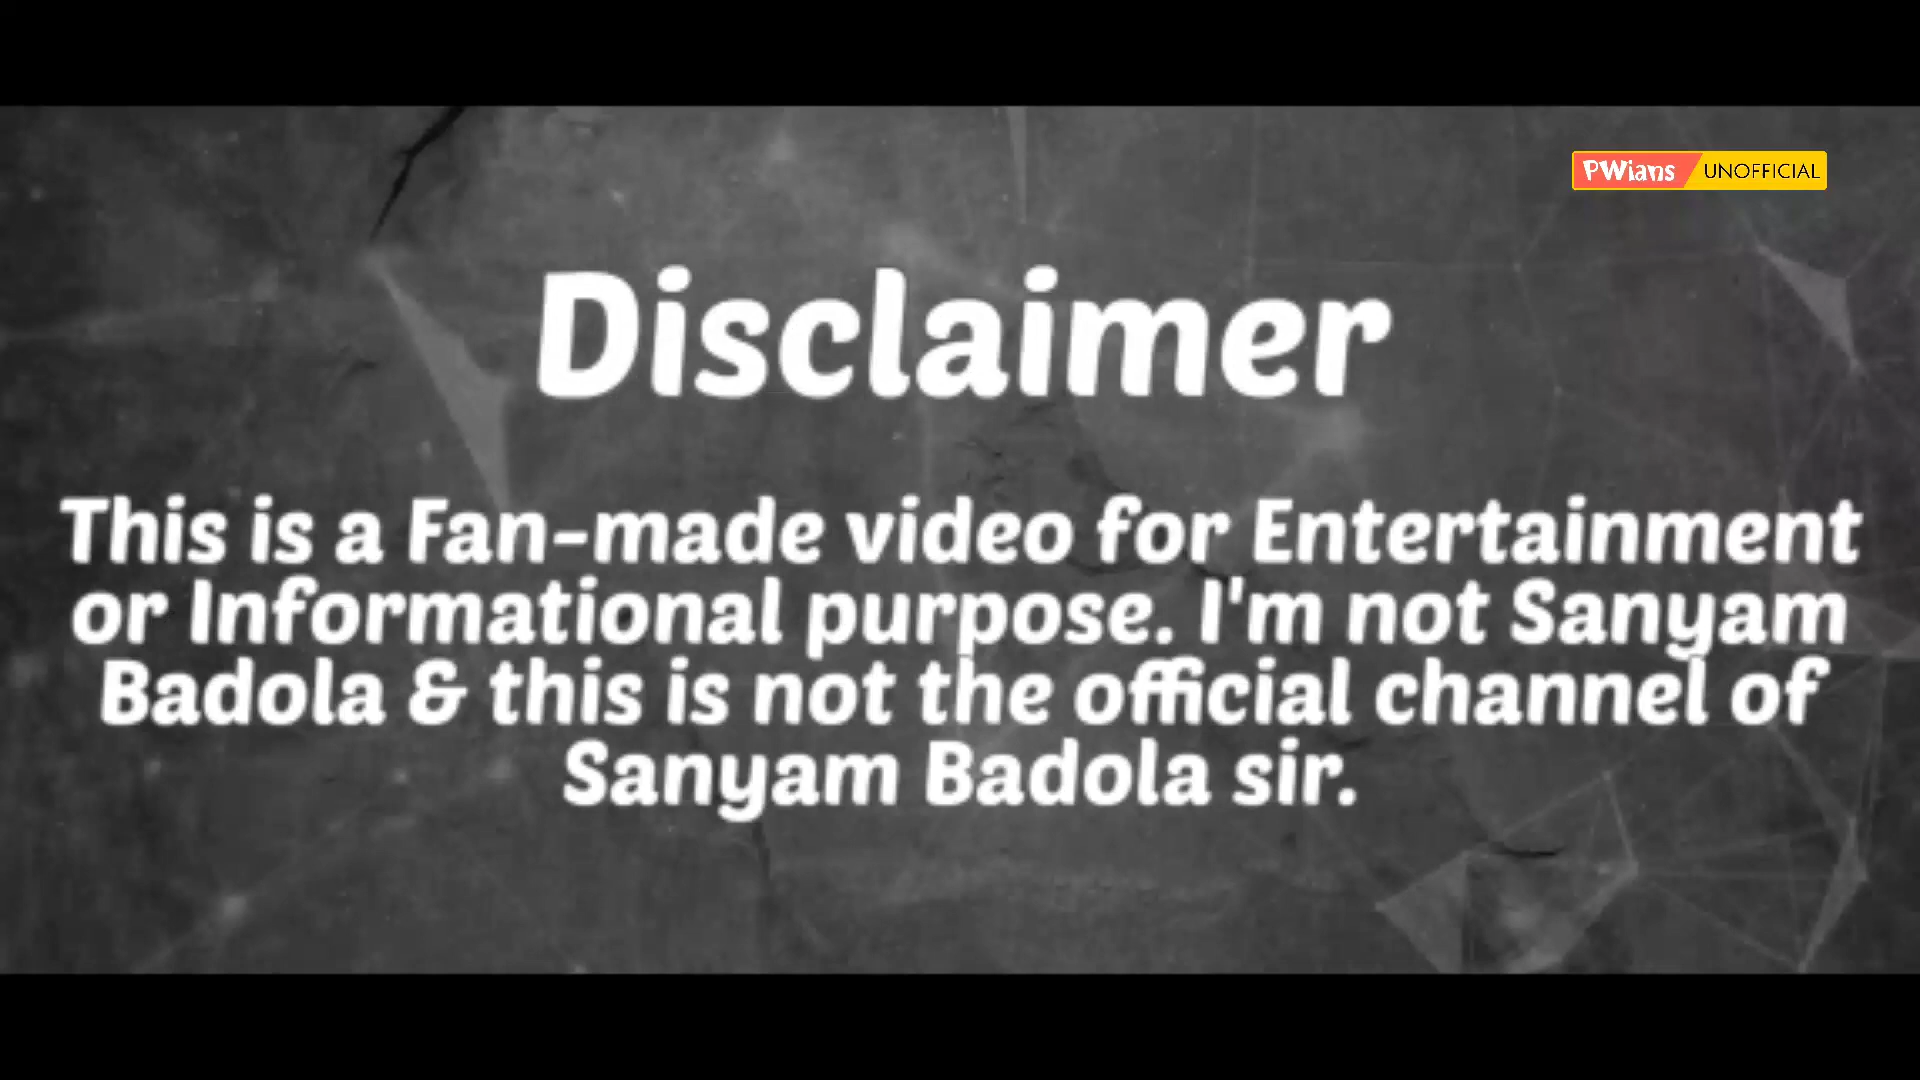 PWians UNOFFICIAL
Disclaimer
This is a Fan-made video for Entertainment
or Informational purpose. I'm not Sanyam
Badola & this is not the official channel of
Sanyam Badola sir.